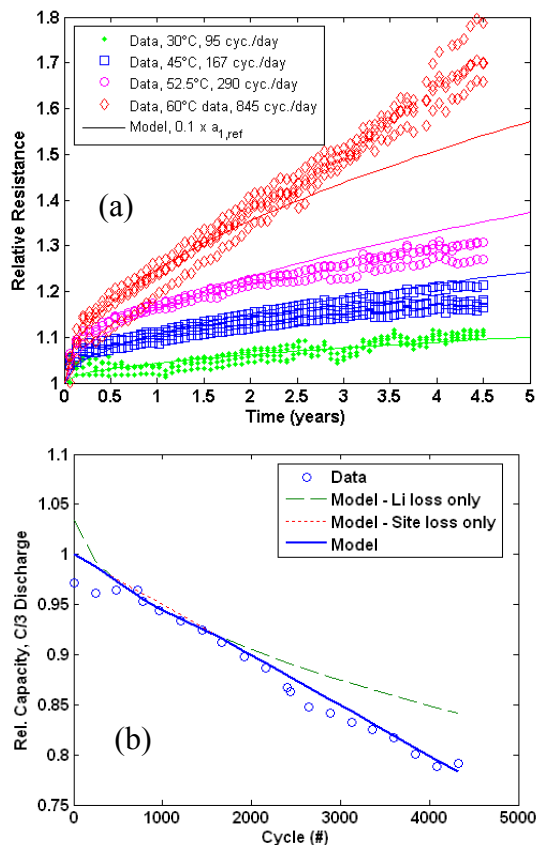 (a)
Data, 30°C, 95 cyc./day
Data, 45°C, 167 cyc./day
Data, 52.5°C, 290 cyc./day
Data, 60°C data, 845 cyc./day
Model, 0.1 x a1,ref
Relative Resistance
1.8
1.7
1.6
1.5
1.4
1.3
1.2
1.1
1
0 0.5 1 1.5 2 2.5 3 3.5 4 4.5 5
Time (years)
(b)
Data
Model - Li loss only
Model - Site loss only
Model
Rel. Capacity, C/3 Discharge
1.1
1.05
1
0.95
0.9
0.85
0.8
0.75
0 1000 2000 3000 4000 5000
Cycle (#)